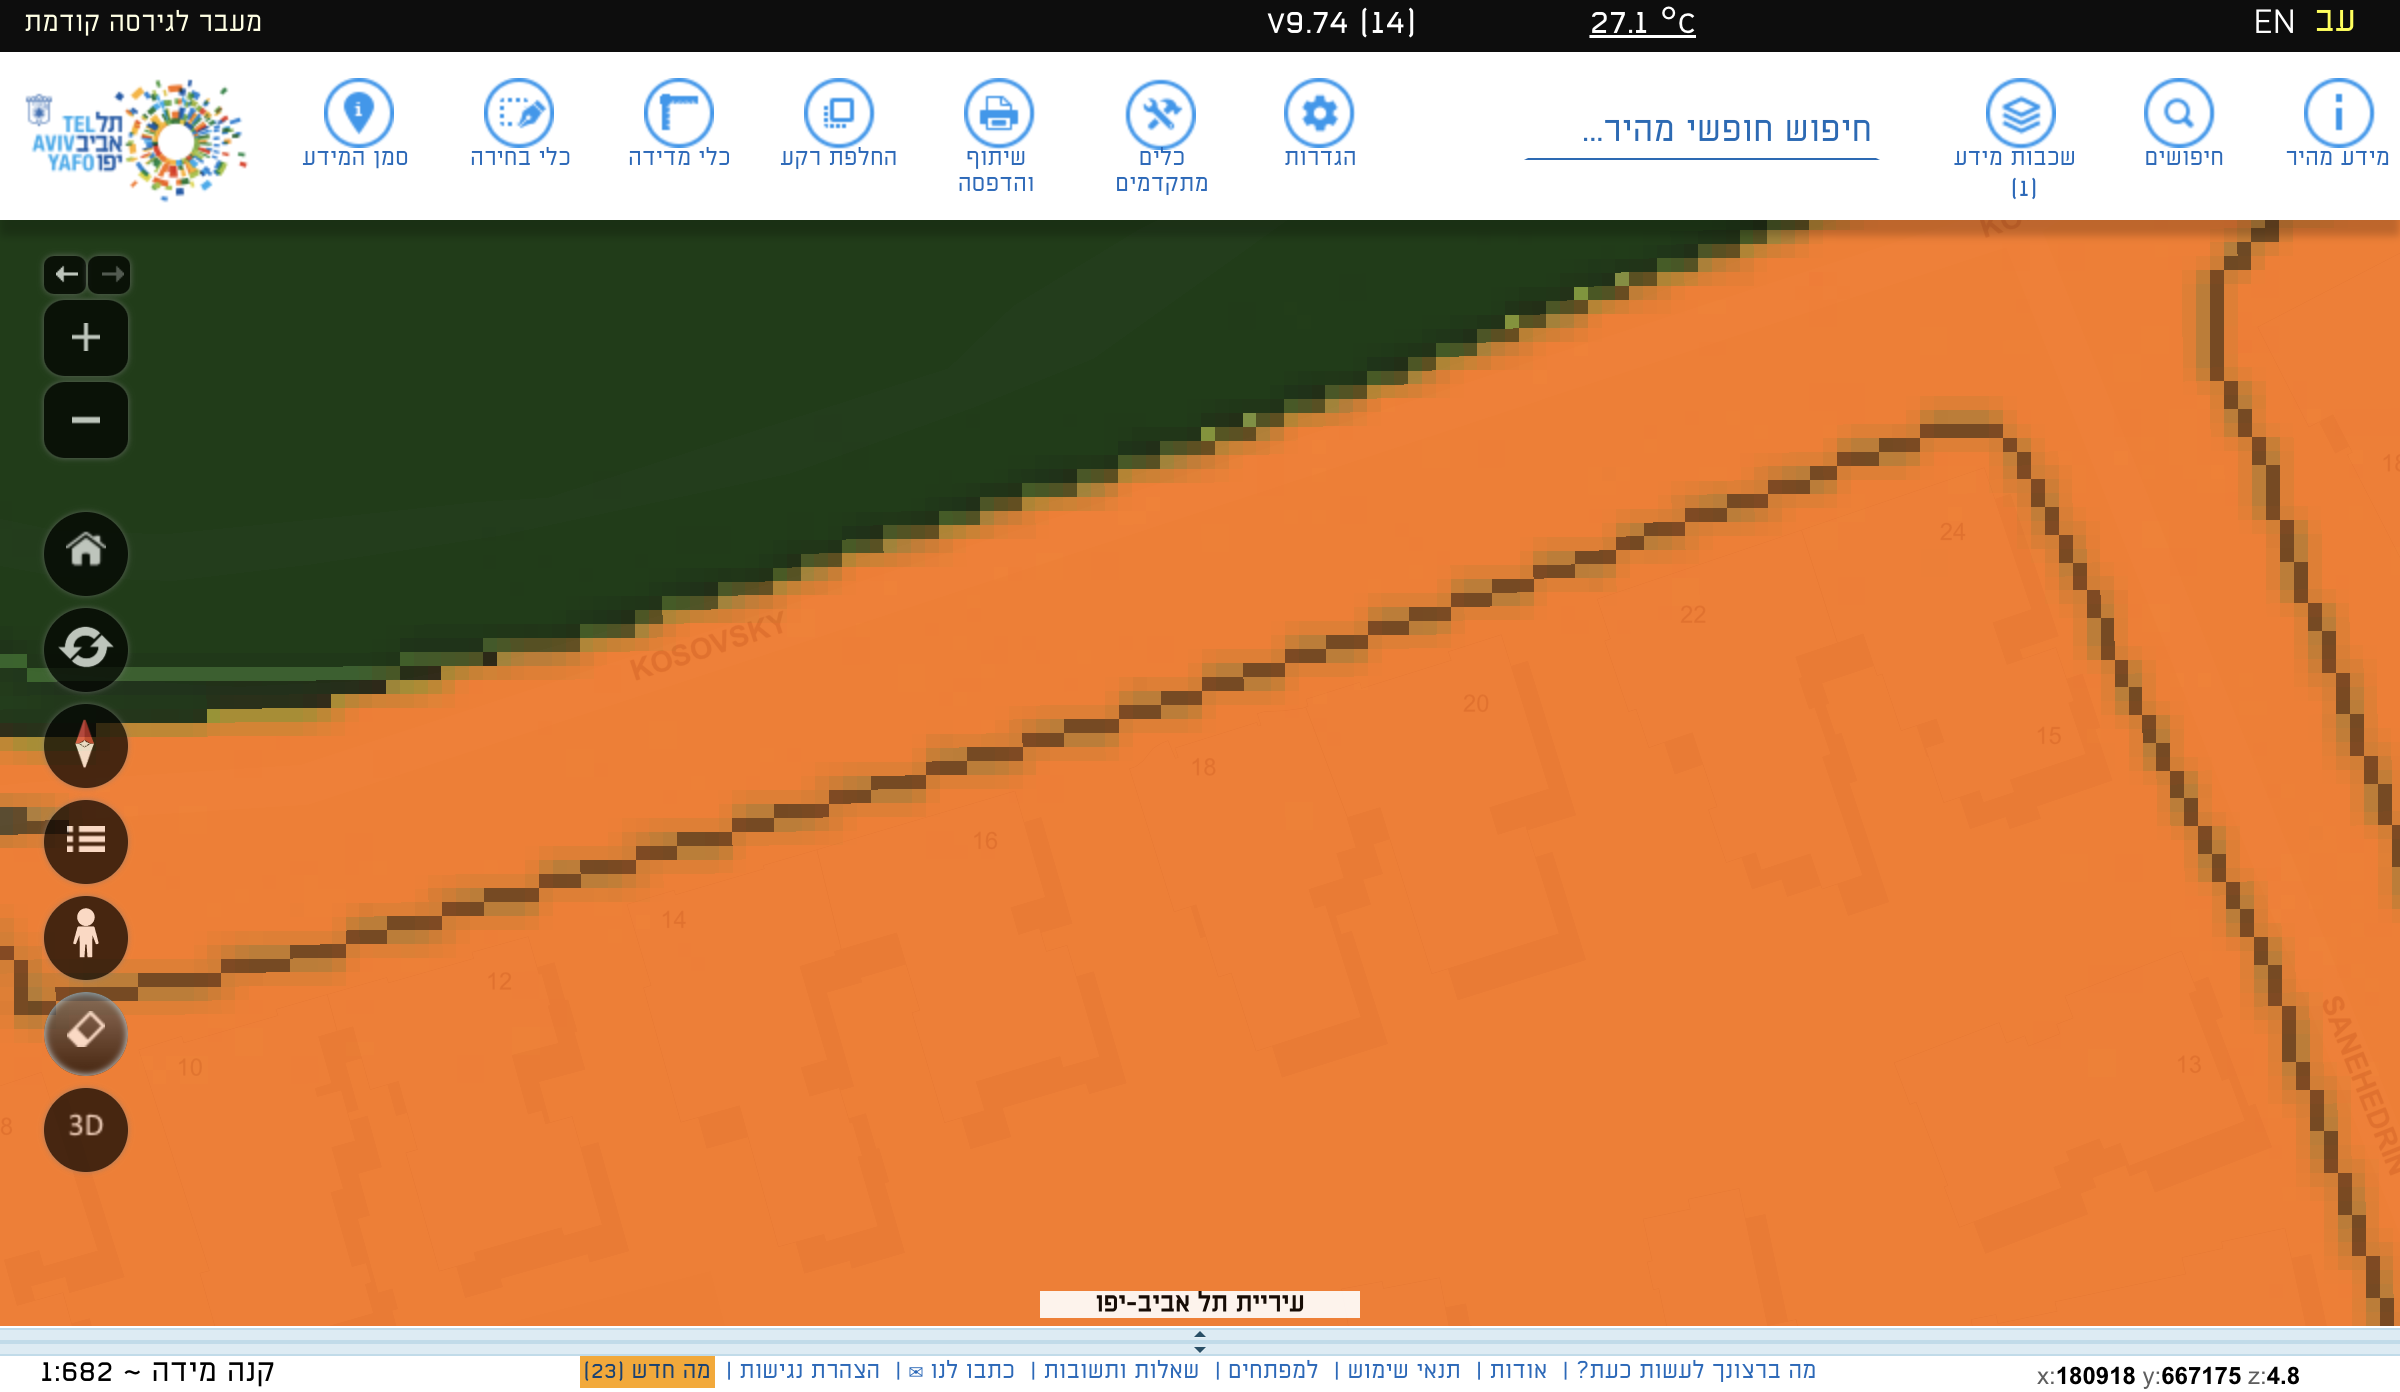 עב EN
27.1 °C
V9.74 (14)
מעבר לגירסה קודמת
מידע מהיר
חיפושים
שכבות מידע
(1)
חיפוש חופשי מהיר...
הגדרות
כלים
מתקדמים
שיתוף
והדפסה
החלפת רקע
כלי מדידה
כלי בחירה
סמן המידע
תל TEL
אביב AVIV
יפו YAFO
KOSOVSKY
24
22
20
18
15
16
14
12
13
10
8
3D
SANEHEDRIN
עיריית תל אביב-יפו
מה ברצונך לעשות כעת? | אודות | תנאי שימוש | למפתחים | שאלות ותשובות | כתבו לנו ✉ | הצהרת נגישות | מה חדש (23)
קנה מידה ~ 1:682
x:180918 y:667175 z:4.8